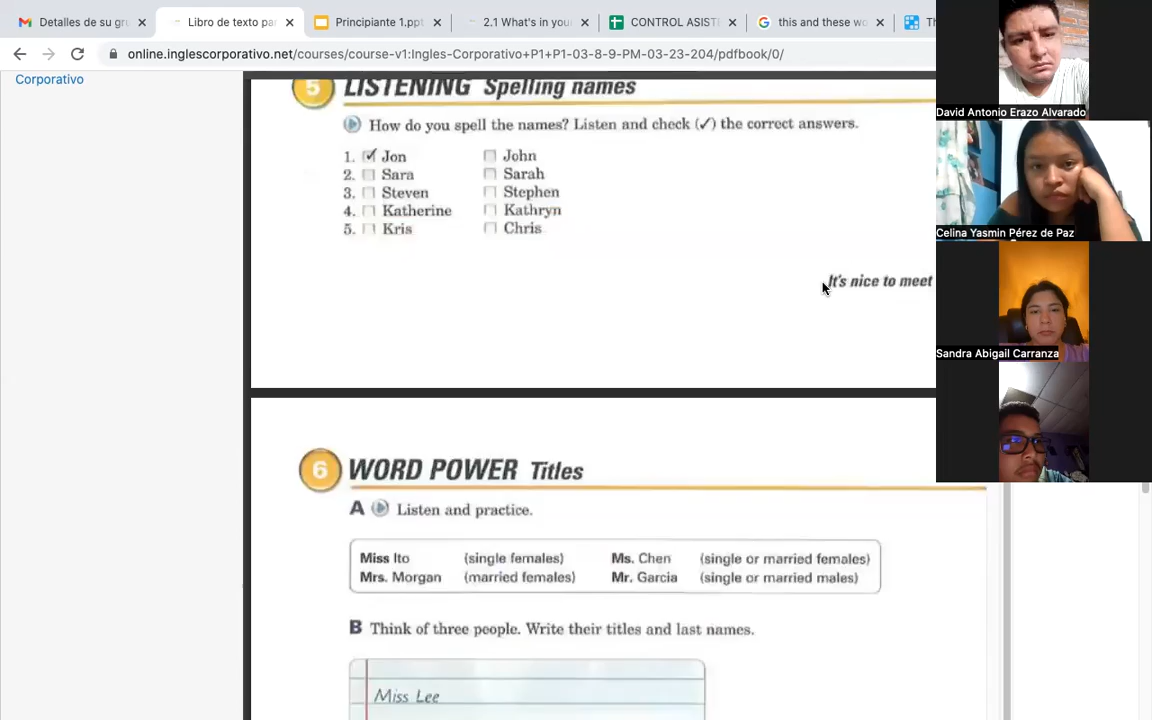 Detalles de su gr
Libro de texto par
Principiante 1.ppt
2.1 What's in your
CONTROL ASIST
this and these wo
Th
online.inglescorporativo.net/courses/course-v1:Ingles-Corporativo+P1+P1-03-8-9-PM-03-23-204/pdfbook/0/
Corporativo
5 LISTENING Spelling names
How do you spell the names? Listen and check (✓) the correct answers.
1. ✓ Jon John
2. Sara Sarah
3. Steven Stephen
4. Katherine Kathryn
5. Kris Chris
It's nice to meet
6 WORD POWER Titles
A Listen and practice.
Miss Ito (single females) Ms. Chen (single or married females)
Mrs. Morgan (married females) Mr. Garcia (single or married males)
B Think of three people. Write their titles and last names.
Miss Lee
David Antonio Erazo Alvarado
Celina Yasmin Pérez de Paz
Sandra Abigail Carranza